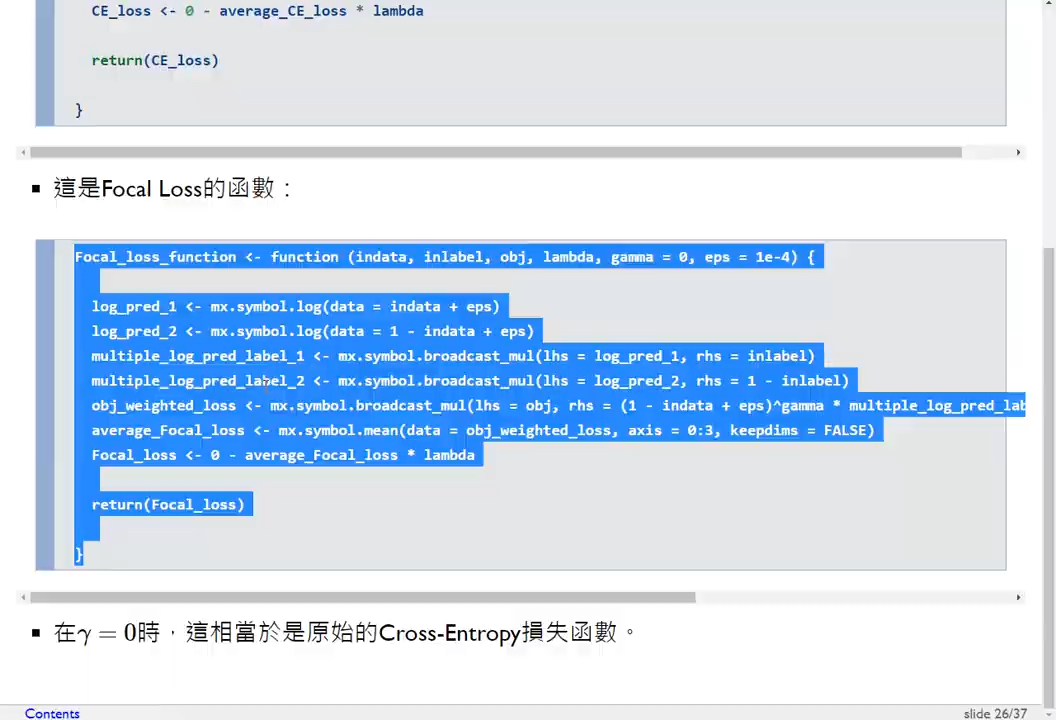 CE_loss <- 0 - average_CE_loss * lambda
return(CE_loss)
}
▪ 這是Focal Loss的函數：
Focal_loss_function <- function (indata, inlabel, obj, lambda, gamma = 0, eps = 1e-4) {
log_pred_1 <- mx.symbol.log(data = indata + eps)
log_pred_2 <- mx.symbol.log(data = 1 - indata + eps)
multiple_log_pred_label_1 <- mx.symbol.broadcast_mul(lhs = log_pred_1, rhs = inlabel)
multiple_log_pred_label_2 <- mx.symbol.broadcast_mul(lhs = log_pred_2, rhs = 1 - inlabel)
obj_weighted_loss <- mx.symbol.broadcast_mul(lhs = obj, rhs = (1 - indata + eps)^gamma * multiple_log_pred_lab
average_Focal_loss <- mx.symbol.mean(data = obj_weighted_loss, axis = 0:3, keepdims = FALSE)
Focal_loss <- 0 - average_Focal_loss * lambda
return(Focal_loss)
}
▪ 在γ = 0時，這相當於是原始的Cross-Entropy損失函數。
Contents
slide 26/37